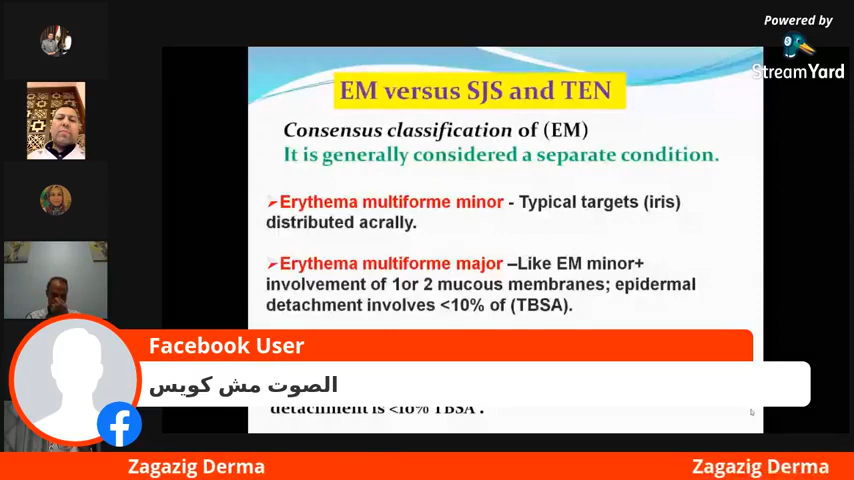 Powered by
StreamYard
EM versus SJS and TEN
Consensus classification of (EM)
It is generally considered a separate condition.
➢Erythema multiforme minor - Typical targets (iris)
distributed acrally.
➢Erythema multiforme major –Like EM minor+
involvement of 1or 2 mucous membranes; epidermal
detachment involves <10% of (TBSA).
Facebook User
الصوت مش كويس
detachment is <10% TBSA .
Zagazig Derma
Zagazig Derma